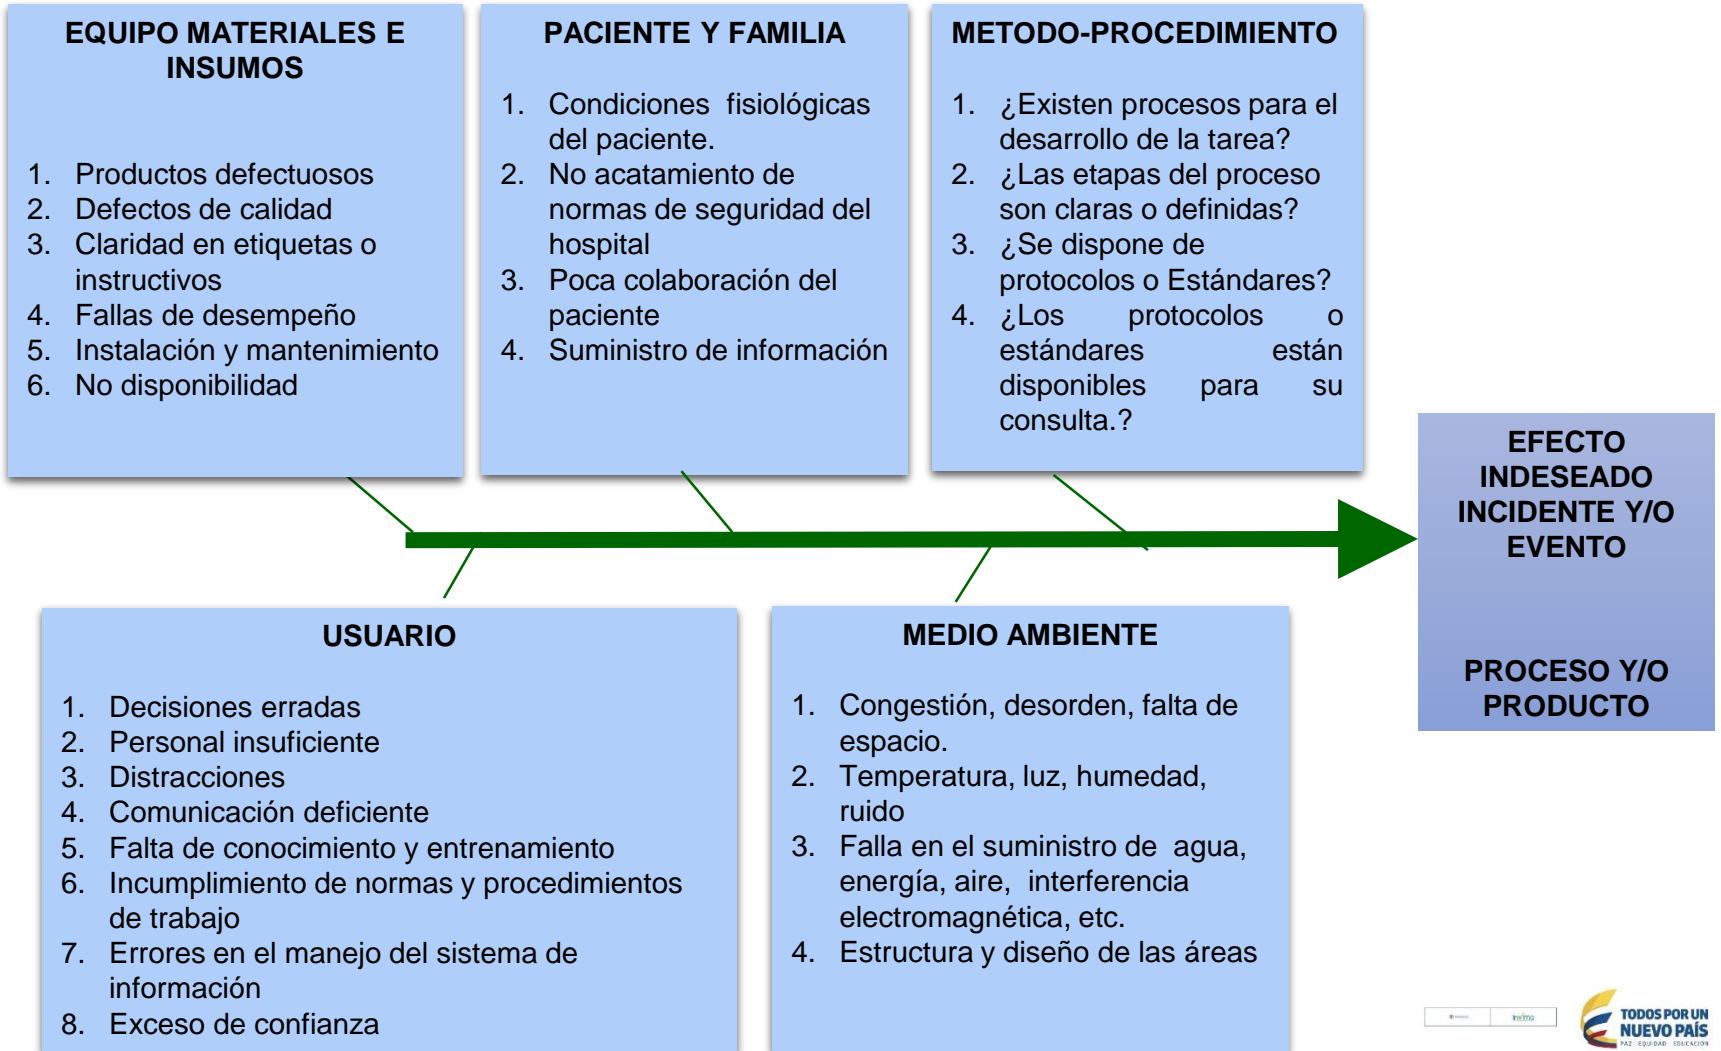 EQUIPO MATERIALES E
INSUMOS
1. Productos defectuosos
2. Defectos de calidad
3. Claridad en etiquetas o
instructivos
4. Fallas de desempeño
5. Instalación y mantenimiento
6. No disponibilidad
PACIENTE Y FAMILIA
1. Condiciones fisiológicas
del paciente.
2. No acatamiento de
normas de seguridad del
hospital
3. Poca colaboración del
paciente
4. Suministro de información
METODO-PROCEDIMIENTO
1. ¿Existen procesos para el
desarrollo de la tarea?
2. ¿Las etapas del proceso
son claras o definidas?
3. ¿Se dispone de
protocolos o Estándares?
4. ¿Los protocolos o
estándares están
disponibles para su
consulta.?
EFECTO
INDESEADO
INCIDENTE Y/O
EVENTO
PROCESO Y/O
PRODUCTO
USUARIO
1. Decisiones erradas
2. Personal insuficiente
3. Distracciones
4. Comunicación deficiente
5. Falta de conocimiento y entrenamiento
6. Incumplimiento de normas y procedimientos
de trabajo
7. Errores en el manejo del sistema de
información
8. Exceso de confianza
MEDIO AMBIENTE
1. Congestión, desorden, falta de
espacio.
2. Temperatura, luz, humedad,
ruido
3. Falla en el suministro de agua,
energía, aire, interferencia
electromagnética, etc.
4. Estructura y diseño de las áreas
invima
TODOS POR UN
NUEVO PAÍS
PAZ EQUIDAD EDUCACIÓN